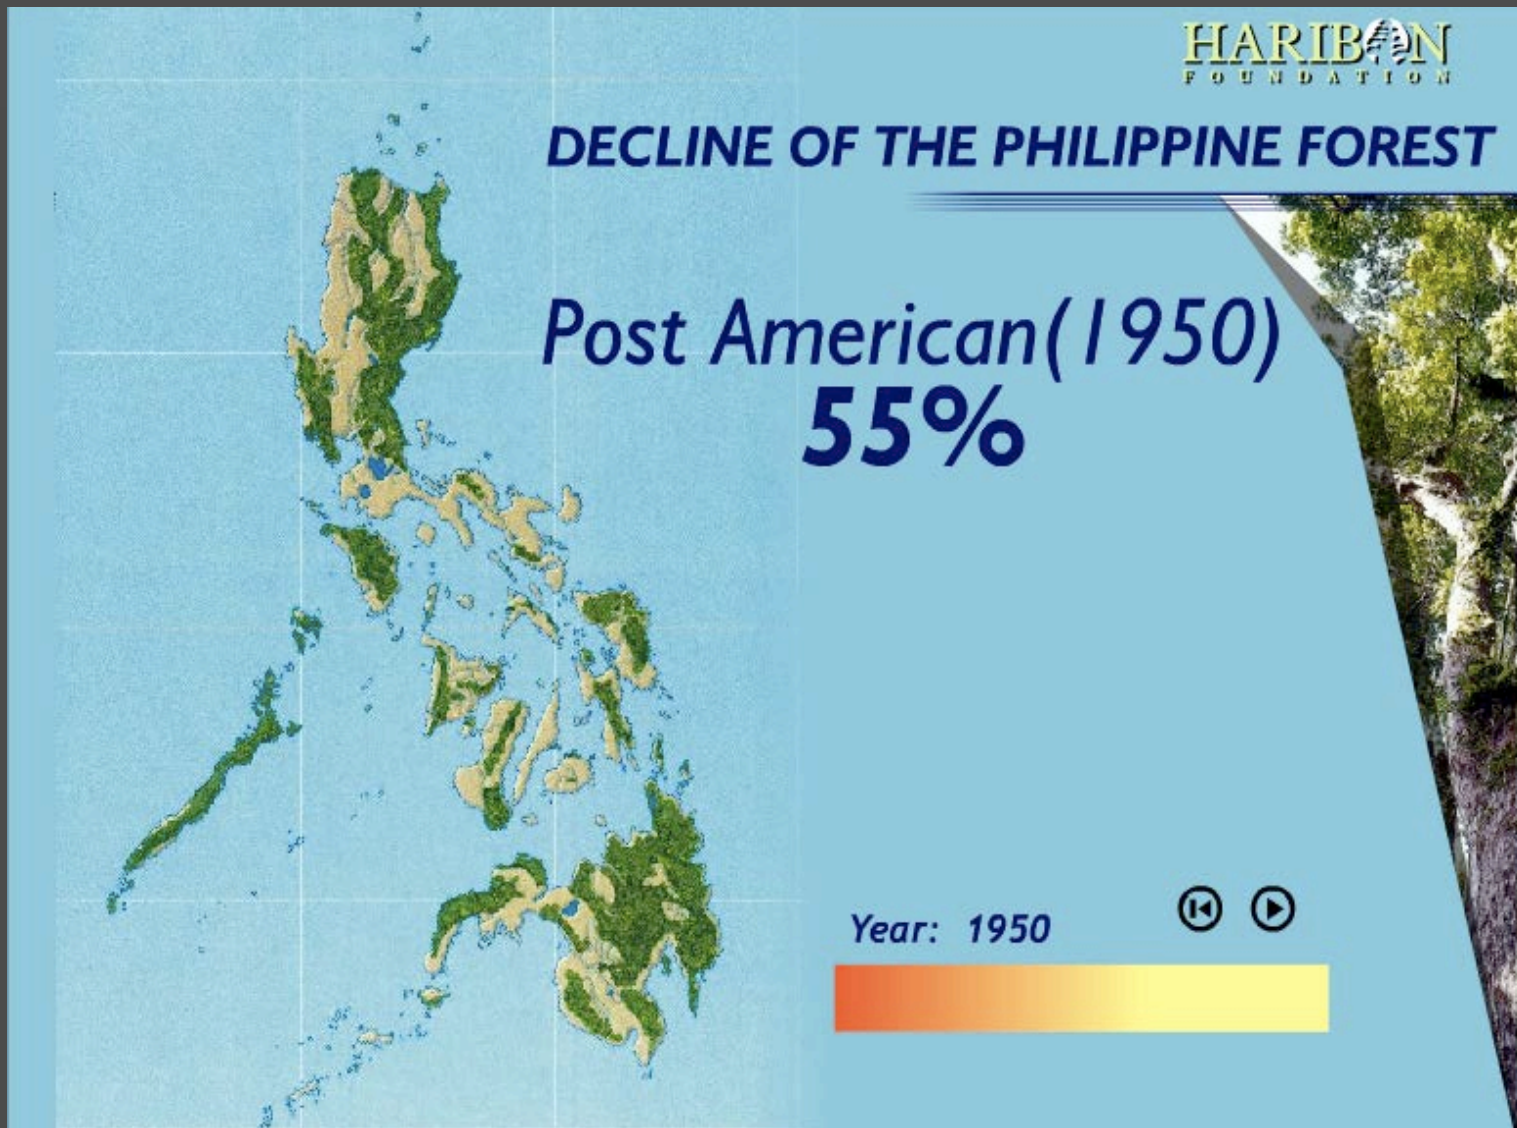 HARIBON
FOUNDATION
DECLINE OF THE PHILIPPINE FOREST
Post American(1950)
55%
Year: 1950